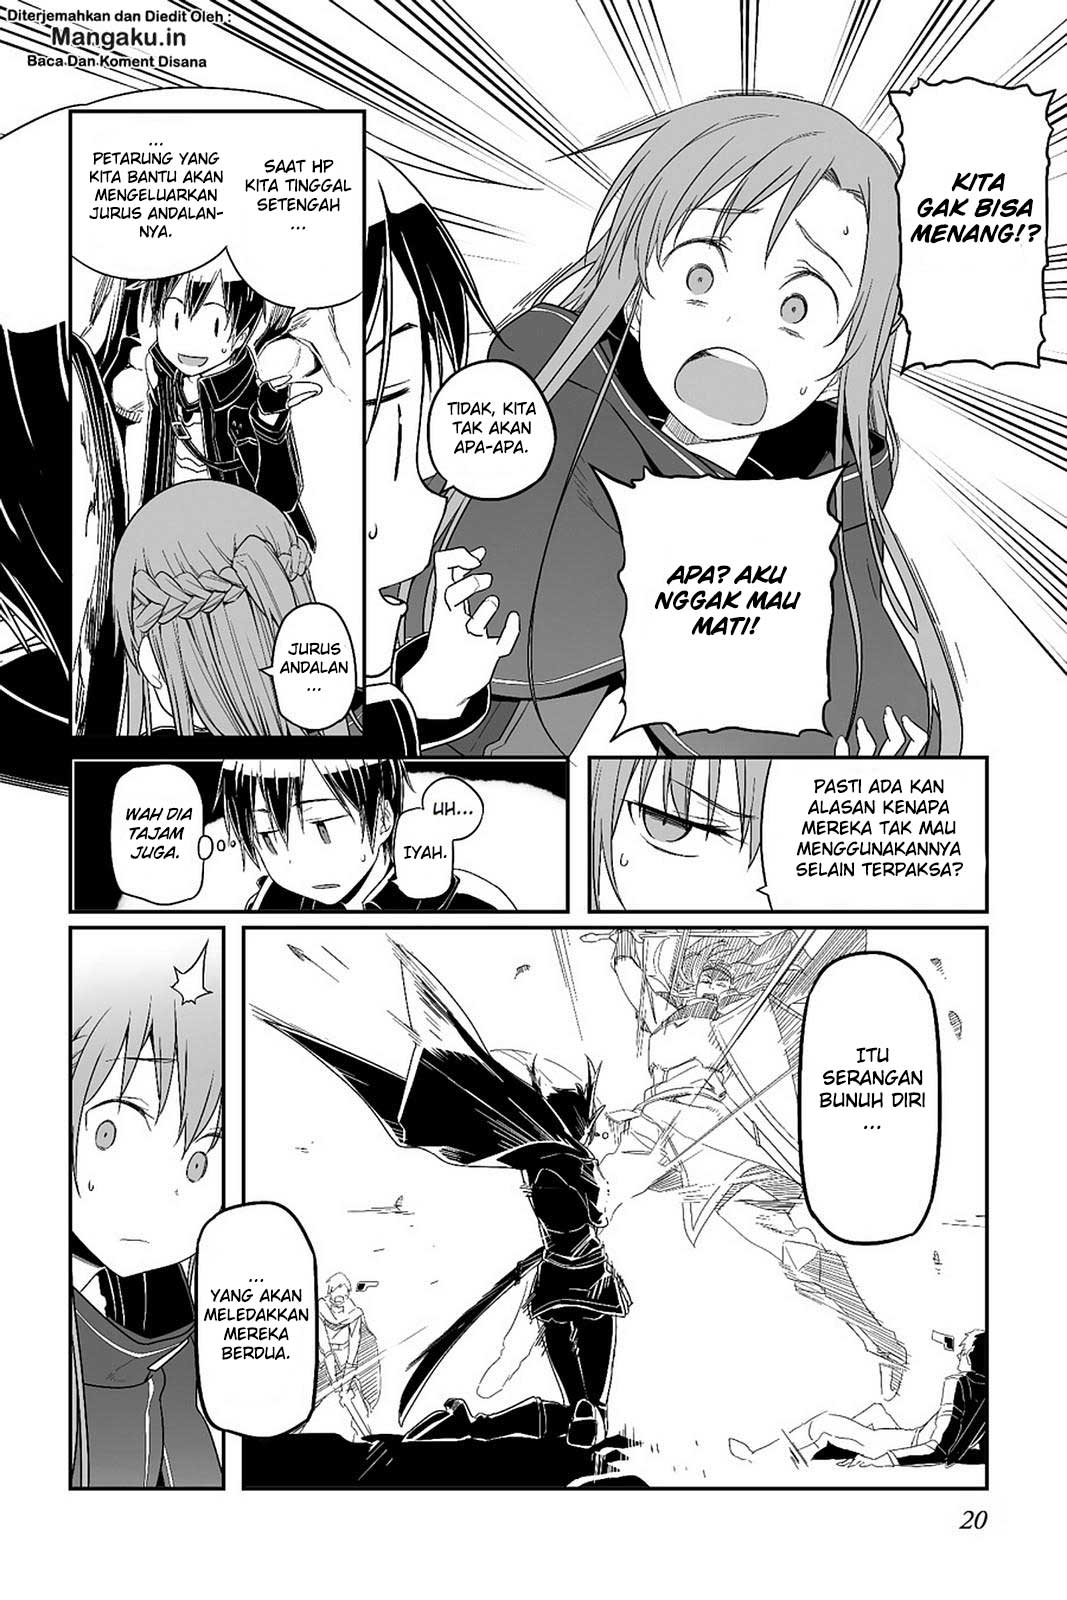 Diterjemahkan dan Diedit Oleh :
Mangaku.in
Baca Dan Koment Disana
KITA
GAK BISA
MENANG!?
APA? AKU
NGGAK MAU
MATI!
TIDAK, KITA
TAK AKAN
APA-APA.
SAAT HP
KITA TINGGAL
SETENGAH
...
...
PETARUNG YANG
KITA BANTU AKAN
MENGELUARKAN
JURUS ANDALAN-
NYA.
JURUS
ANDALAN
...
PASTI ADA KAN
ALASAN KENAPA
MEREKA TAK MAU
MENGGUNAKANNYA
SELAIN TERPAKSA?
UH...
IYAH.
WAH DIA
TAJAM
JUGA.
ITU
SERANGAN
BUNUH DIRI
...
...
YANG AKAN
MELEDAKKAN
MEREKA
BERDUA.
20